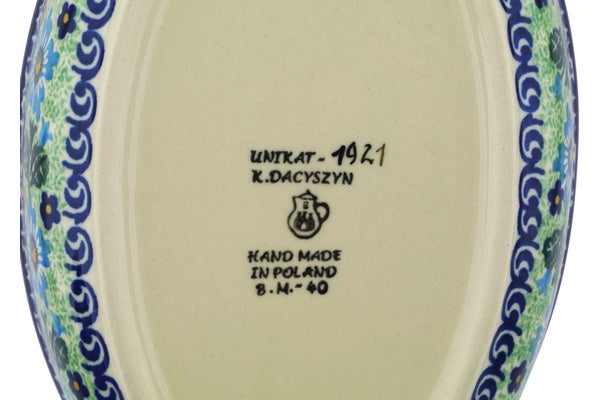 UNIKAT - 1921
K. DACYSZYN
HAND MADE
IN POLAND
B.M.- 40